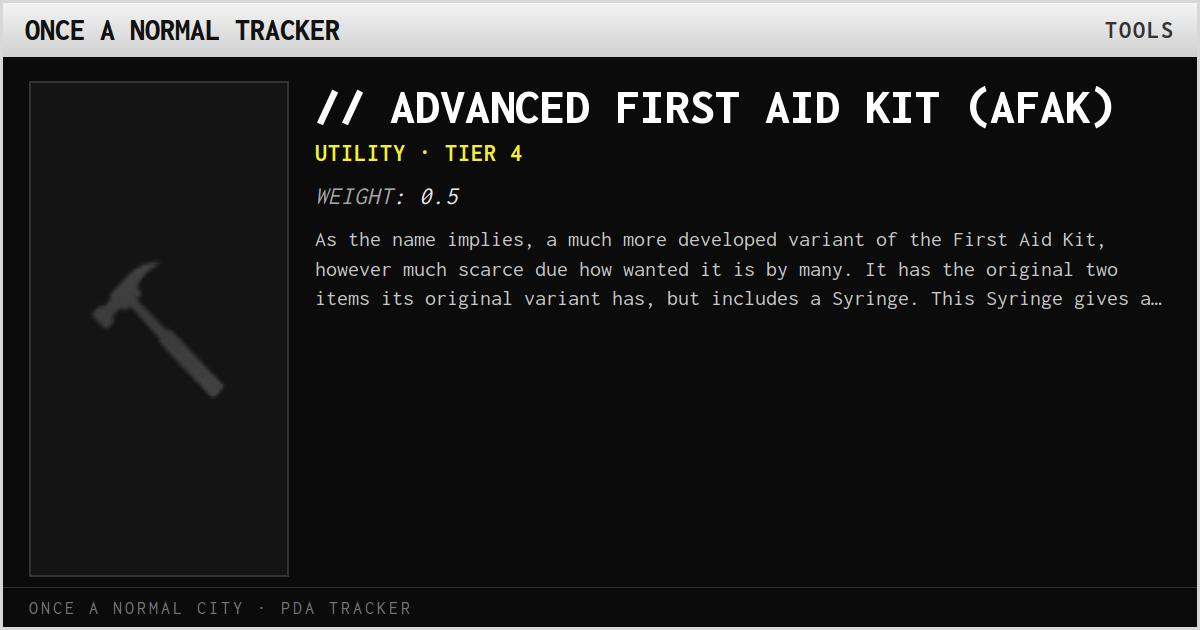 ONCE A NORMAL TRACKER
TOOLS
// ADVANCED FIRST AID KIT (AFAK)
UTILITY · TIER 4
WEIGHT: 0.5
As the name implies, a much more developed variant of the First Aid Kit,
however much scarce due how wanted it is by many. It has the original two
items its original variant has, but includes a Syringe. This Syringe gives a…
ONCE A NORMAL CITY · PDA TRACKER